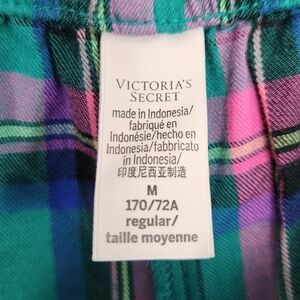 VICTORIA'S
SECRET
made in Indonesia/
fabriqué en
Indonésie/hecho en
Indonesia/fabbricato
in Indonesia/
印度尼西亚制造
M
170/72A
regular/
taille moyenne